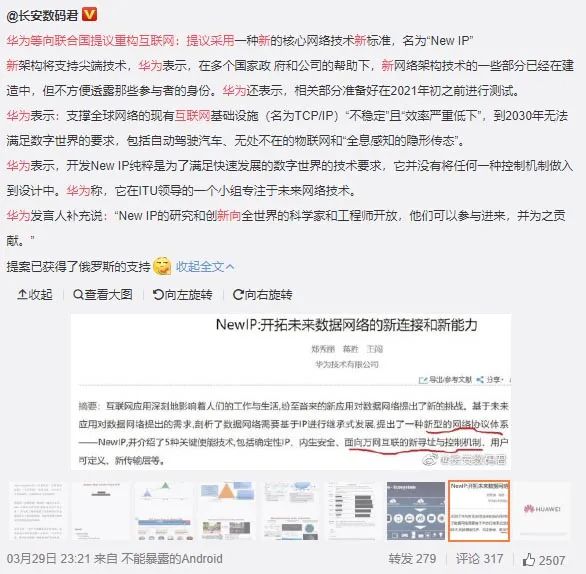 @长安数码君
华为等向联合国提议重构互联网：提议采用一种新的核心网络技术新标准，名为“New IP”
新架构将支持尖端技术，华为表示，在多个国家政 府和公司的帮助下，新网络架构技术的一些部分已经在建
造中，但不方便透露那些参与者的身份。华为还表示，相关部分准备好在2021年初之前进行测试。
华为表示：支撑全球网络的现有互联网基础设施（名为TCP/IP）“不稳定”且“效率严重低下”，到2030年无法
满足数字世界的要求，包括自动驾驶汽车、无处不在的物联网和“全息感知的隐形传态”。
华为表示，开发New IP纯粹是为了满足快速发展的数字世界的技术要求，它并没有将任何一种控制机制做入
到设计中。华为称，它在ITU领导的一个小组专注于未来网络技术。
华为发言人补充说：“New IP的研究和创新向全世界的科学家和工程师开放，他们可以参与进来，并为之贡
献。”
提案已获得了俄罗斯的支持 收起全文
收起 查看大图 向左旋转 向右旋转
NewIP:开拓未来数据网络的新连接和新能力
郑秀丽 蒋胜 王闯
华为技术有限公司
导出/参考文献 分享
摘要：互联网应用深刻地影响着人们的工作与生活,纷至沓来的新应用对数据网络提出了新的挑战。基于未来
应用对数据网络提出的需求,剖析了数据网络需要基于IP进行继承式发展,提出了一种新型的网络协议体系
——NewIP,并介绍了5种关键使能技术,包括确定性IP、内生安全、面向万网互联的新寻址与控制机制、用户
可定义、新传输层等。
@长安数码君
HUAWEI
03月29日 23:21 来自 不能暴露的Android
转发 279 评论 317 2507